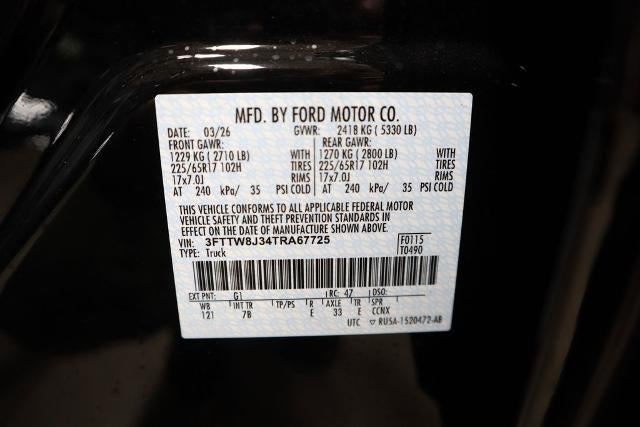 MFD. BY FORD MOTOR CO.
DATE: 03/26 GVWR: 2418 KG ( 5330 LB)
FRONT GAWR: REAR GAWR:
1229 KG ( 2710 LB) WITH 1270 KG ( 2800 LB) WITH
225/65R17 102H TIRES 225/65R17 102H TIRES
17x7.0J RIMS 17x7.0J RIMS
AT 240 kPa/ 35 PSI COLD AT 240 kPa/ 35 PSI COLD
THIS VEHICLE CONFORMS TO ALL APPLICABLE FEDERAL MOTOR
VEHICLE SAFETY AND THEFT PREVENTION STANDARDS IN
EFFECT ON THE DATE OF MANUFACTURE SHOWN ABOVE.
VIN: 3FTTW8J34TRA67725 F0115
TYPE: Truck T0490
EXT PNT: G1 RC: 47 DSO:
WB INT TR TP/PS R AXLE TR SPR
121 7B E 33 E CCNX
UTC ▽ RUSA-1520472-AB